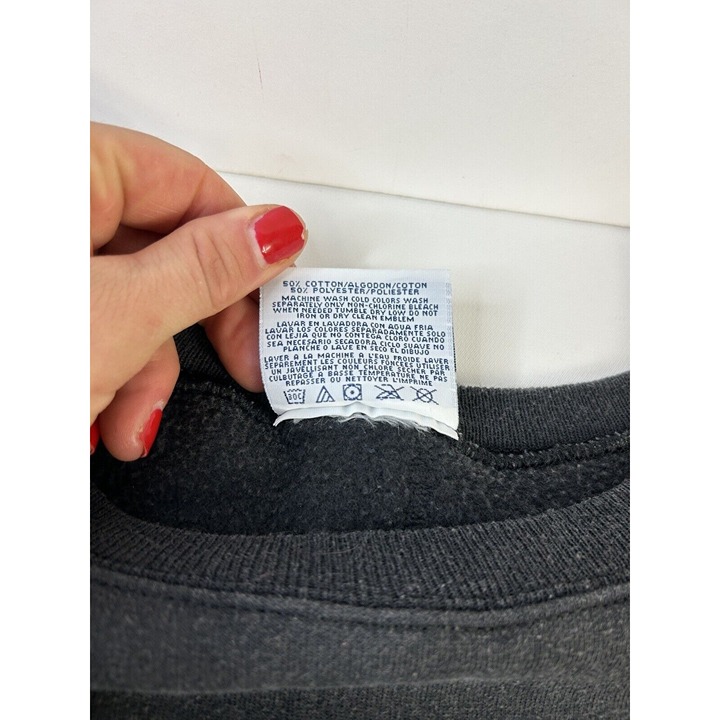 50% COTTON/ALGODON/COTON
50% POLYESTER/POLIESTER
MACHINE WASH COLD COLORS WASH
SEPARATELY ONLY NON-CHLORINE BLEACH
WHEN NEEDED TUMBLE DRY LOW DO NOT
IRON OR DRY CLEAN EMBLEM
LAVAR EN LAVADORA CON AGUA FRIA
LAVAR LOS COLORES SEPARADAMENTE SOLO
CON LEJIA QUE NO CONTEGA CLORO CUANDO
SEA NECESARIO SECADORA CICLO SUAVE NO
PLANCHE O LAVE EN SECO EL DIBUJO
LAVER A LA MACHINE A L'EAU FROIDE LAVER
SEPAREMENT LES COULEURS ET UTILISER
UN JAVELLISANT NON CHLORE SECHER PAR
CULBUTAGE A BASSE TEMPERATURE NE PAS
REPASSER OU NETTOYER L'IMPRIME